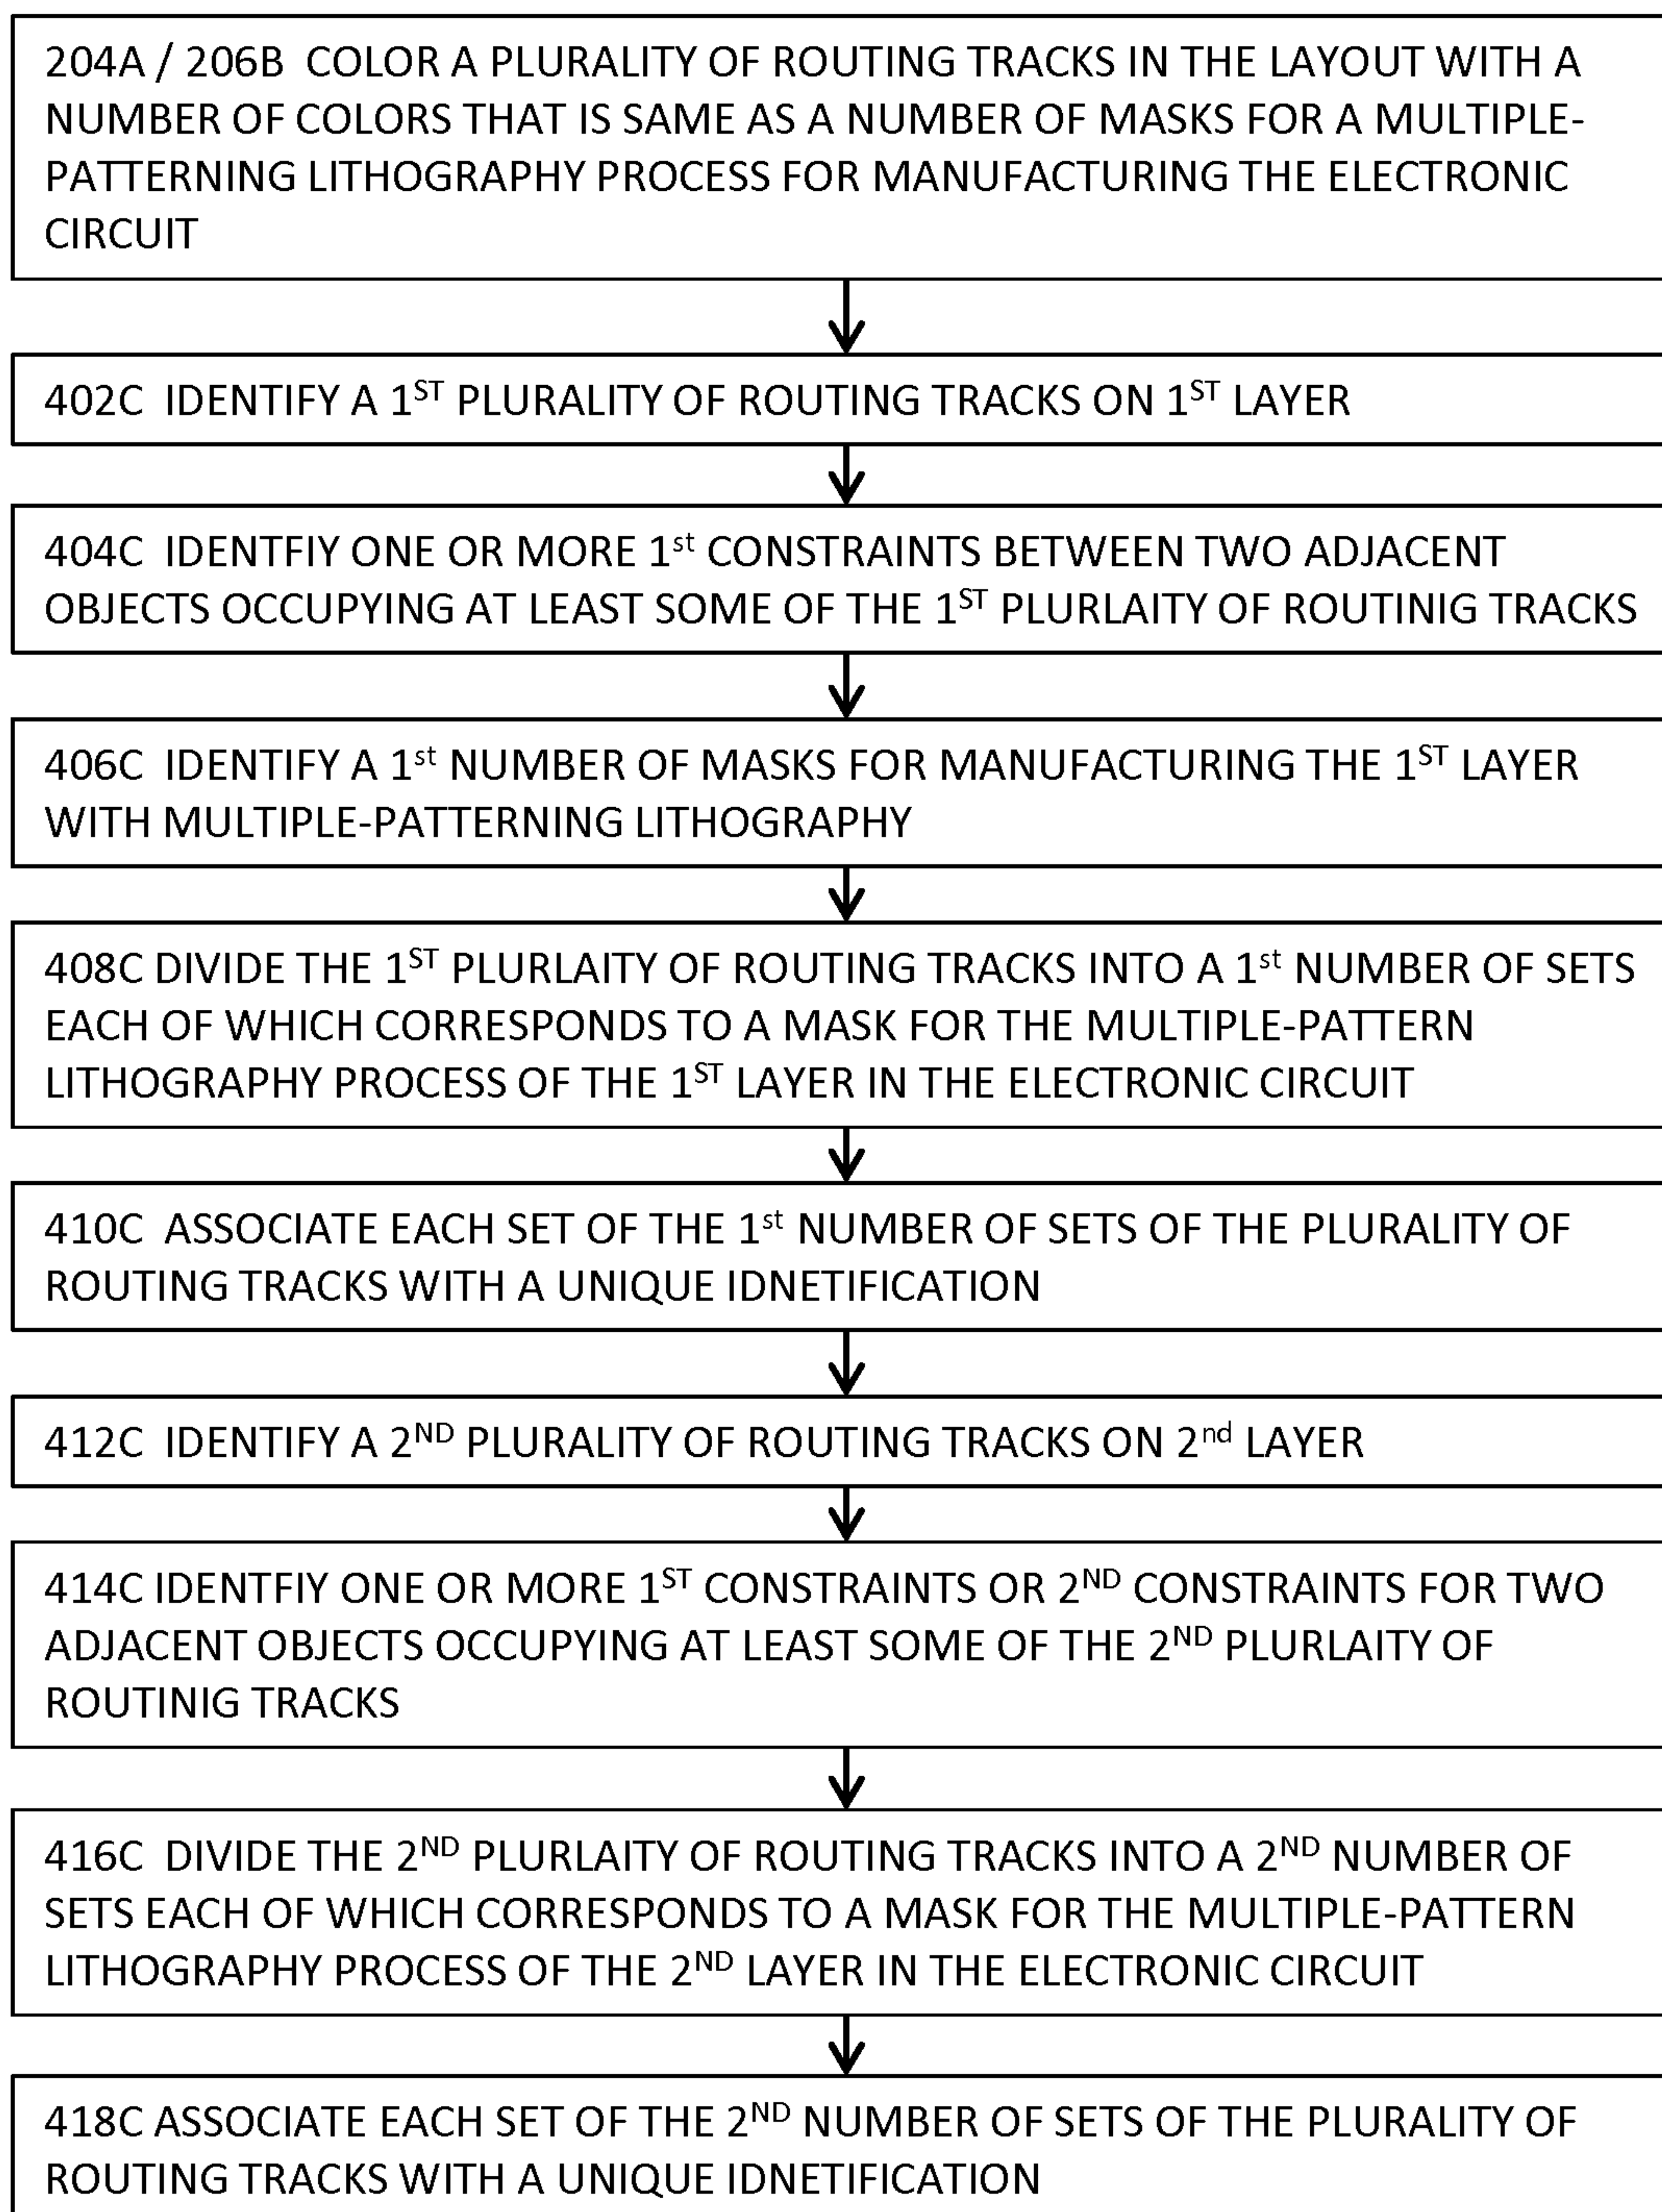 204A / 206B COLOR A PLURALITY OF ROUTING TRACKS IN THE LAYOUT WITH A
NUMBER OF COLORS THAT IS SAME AS A NUMBER OF MASKS FOR A MULTIPLE-
PATTERNING LITHOGRAPHY PROCESS FOR MANUFACTURING THE ELECTRONIC
CIRCUIT
402C IDENTIFY A 1ST PLURALITY OF ROUTING TRACKS ON 1ST LAYER
404C IDENTFIY ONE OR MORE 1st CONSTRAINTS BETWEEN TWO ADJACENT
OBJECTS OCCUPYING AT LEAST SOME OF THE 1ST PLURLAITY OF ROUTINIG TRACKS
406C IDENTIFY A 1st NUMBER OF MASKS FOR MANUFACTURING THE 1ST LAYER
WITH MULTIPLE-PATTERNING LITHOGRAPHY
408C DIVIDE THE 1ST PLURLAITY OF ROUTING TRACKS INTO A 1st NUMBER OF SETS
EACH OF WHICH CORRESPONDS TO A MASK FOR THE MULTIPLE-PATTERN
LITHOGRAPHY PROCESS OF THE 1ST LAYER IN THE ELECTRONIC CIRCUIT
410C ASSOCIATE EACH SET OF THE 1st NUMBER OF SETS OF THE PLURALITY OF
ROUTING TRACKS WITH A UNIQUE IDNETIFICATION
412C IDENTIFY A 2ND PLURALITY OF ROUTING TRACKS ON 2nd LAYER
414C IDENTFIY ONE OR MORE 1ST CONSTRAINTS OR 2ND CONSTRAINTS FOR TWO
ADJACENT OBJECTS OCCUPYING AT LEAST SOME OF THE 2ND PLURLAITY OF
ROUTINIG TRACKS
416C DIVIDE THE 2ND PLURLAITY OF ROUTING TRACKS INTO A 2ND NUMBER OF
SETS EACH OF WHICH CORRESPONDS TO A MASK FOR THE MULTIPLE-PATTERN
LITHOGRAPHY PROCESS OF THE 2ND LAYER IN THE ELECTRONIC CIRCUIT
418C ASSOCIATE EACH SET OF THE 2ND NUMBER OF SETS OF THE PLURALITY OF
ROUTING TRACKS WITH A UNIQUE IDNETIFICATION